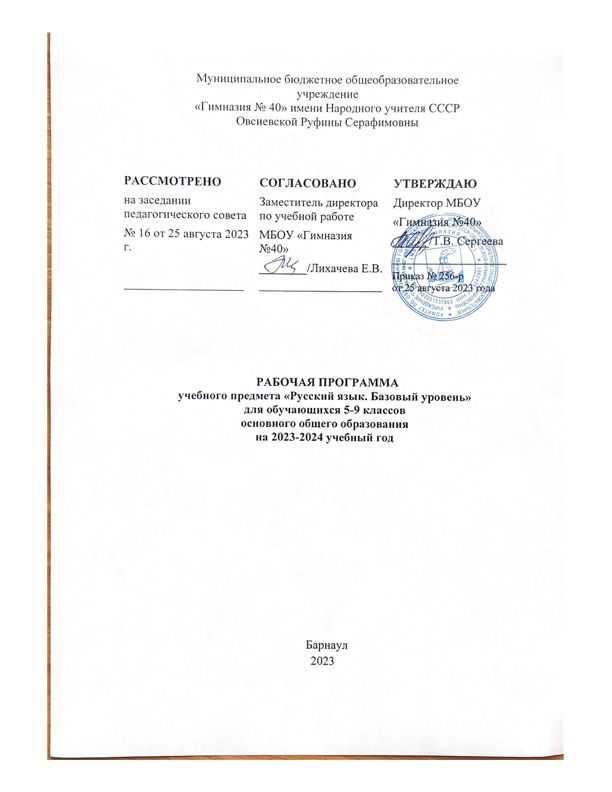 Муниципальное бюджетное общеобразовательное
учреждение
«Гимназия № 40» имени Народного учителя СССР
Овсиевской Руфины Серафимовны
РАССМОТРЕНО
на заседании
педагогического совета
№ 16 от 25 августа 2023
г.
СОГЛАСОВАНО
Заместитель директора
по учебной работе
МБОУ «Гимназия
№40»
/Лихачева Е.В.
УТВЕРЖДАЮ
Директор МБОУ
«Гимназия №40»
Т.В. Сергеева
Приказ № 256-р
от 25 августа 2023 года
РАБОЧАЯ ПРОГРАММА
учебного предмета «Русский язык. Базовый уровень»
для обучающихся 5-9 классов
основного общего образования
на 2023-2024 учебный год
Барнаул
2023